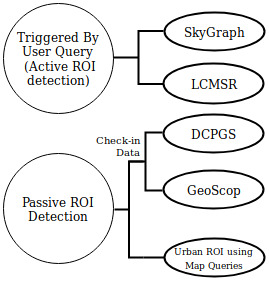 Triggered By
User Query
(Active ROI
detection)
SkyGraph
LCMSR
Check-in
Data
DCPGS
GeoScop
Passive ROI
Detection
Urban ROI using
Map Queries